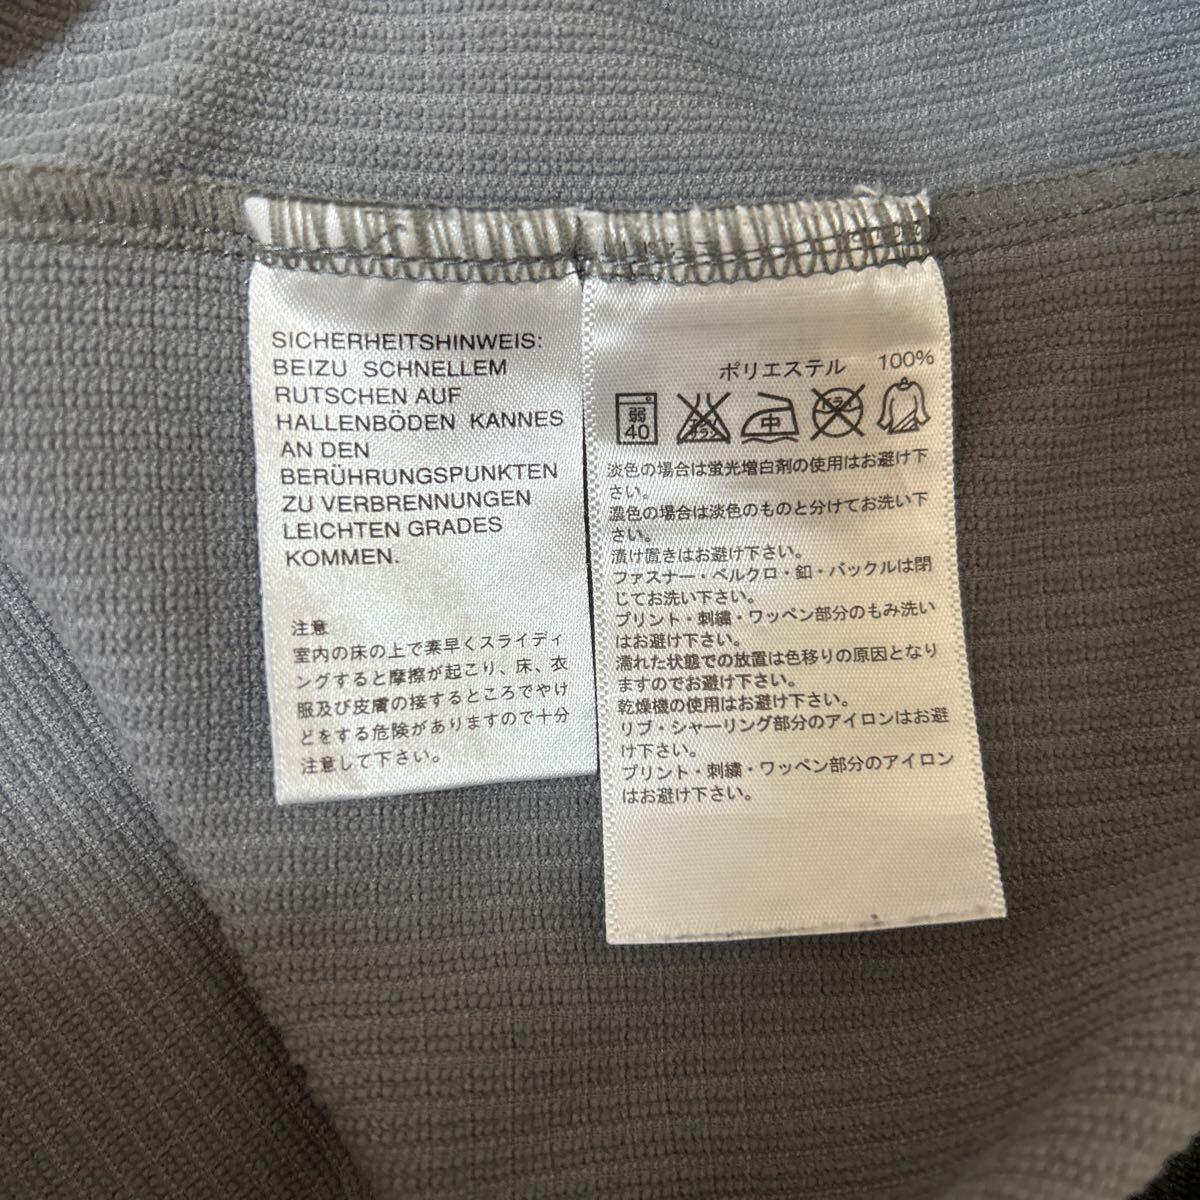 SICHERHEITSHINWEIS:
BEIZU SCHNELLEM
RUTSCHEN AUF
HALLENBÖDEN KANNES
AN DEN
BERÜHRUNGSPUNKTEN
ZU VERBRENNUNGEN
LEICHTEN GRADES
KOMMEN.
注意
室内の床の上で素早くスライディ
ングすると摩擦が起こり、床、衣
服及び皮膚の接するところでやけ
どをする危険がありますので十分
注意して下さい。
ポリエステル 100%
弱
40
中
淡色の場合は蛍光増白剤の使用はお避け下
さい。
濃色の場合は淡色のものと分けてお洗い下
さい。
漬け置きはお避け下さい。
ファスナー・ベルクロ・釦・バックルは閉
じてお洗い下さい。
プリント・刺繍・ワッペン部分のもみ洗い
はお避け下さい。
濡れた状態での放置は色移りの原因となり
ますのでお避け下さい。
乾燥機の使用はお避け下さい。
リブ・シャーリング部分のアイロンはお避
け下さい。
プリント・刺繍・ワッペン部分のアイロン
はお避け下さい。